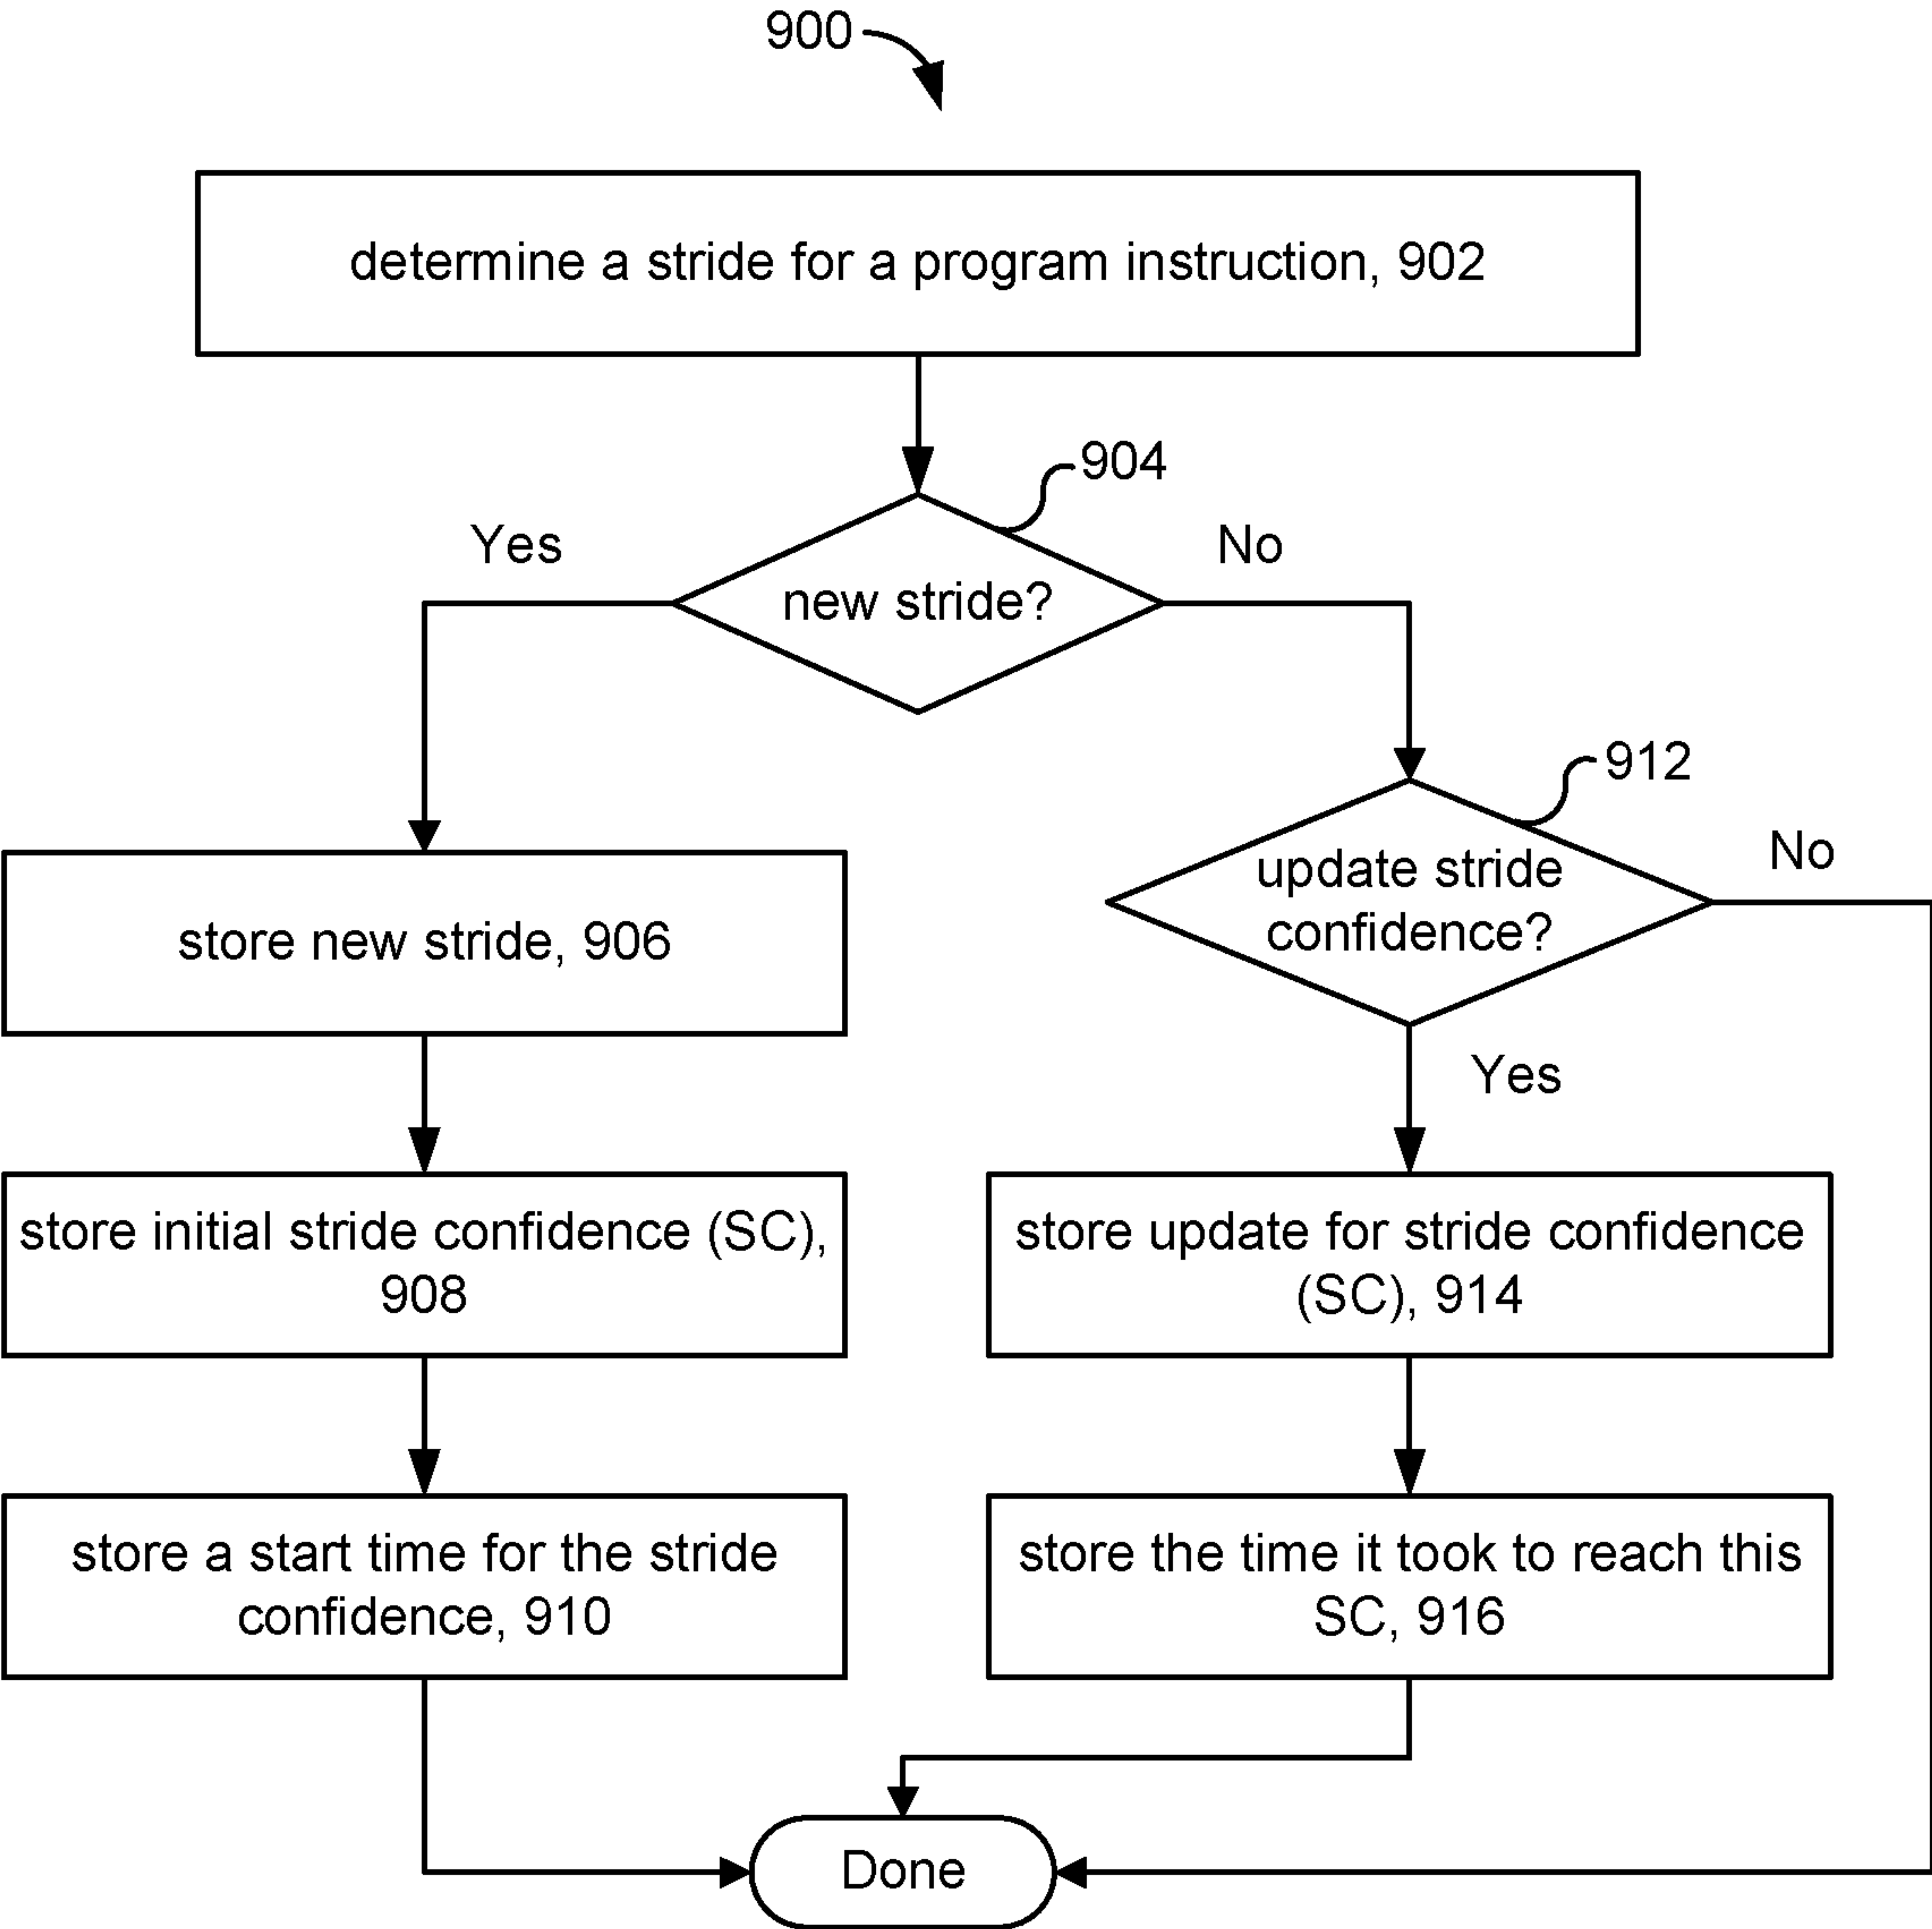 900
determine a stride for a program instruction, 902
904
Yes
No
new stride?
912
No
update stride
confidence?
store new stride, 906
Yes
store initial stride confidence (SC),
908
store update for stride confidence
(SC), 914
store a start time for the stride
confidence, 910
store the time it took to reach this
SC, 916
Done